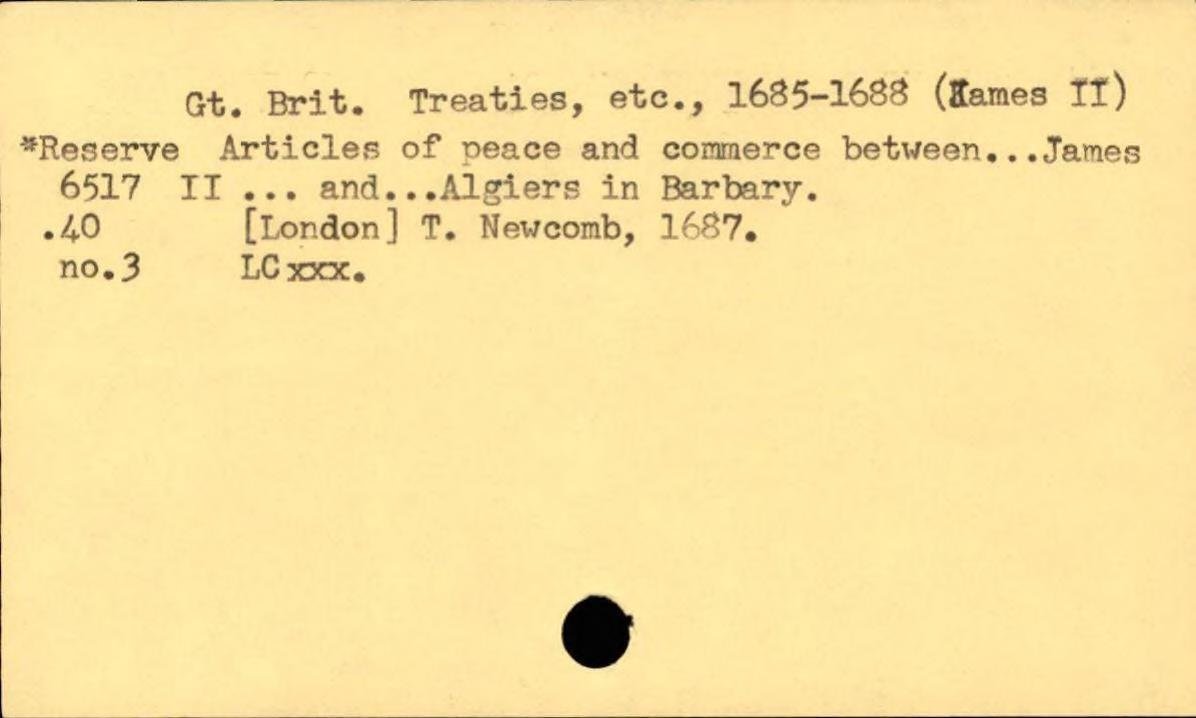 Gt. Brit. Treaties, etc., 1685-1688 (James II)
*Reserve Articles of peace and commerce between...James
6517 II ... and...Algiers in Barbary.
.40 [London] T. Newcomb, 1687.
no.3 LC xxx.